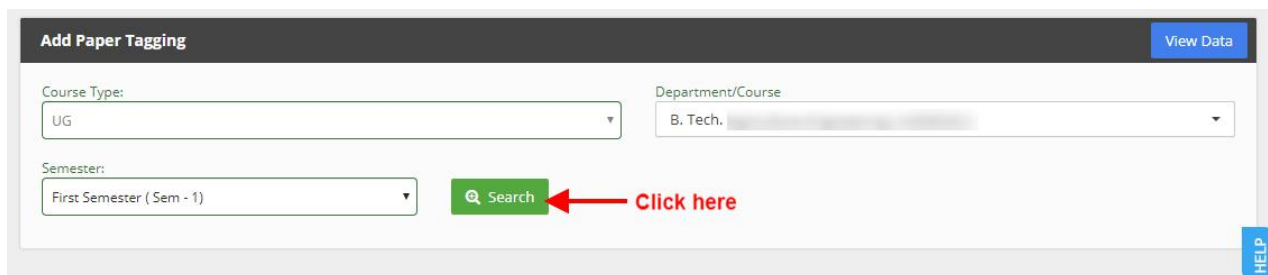 Add Paper Tagging
View Data
Course Type:
Department/Course
UG
B. Tech.
Semester:
First Semester ( Sem - 1)
Search
Click here
HELP